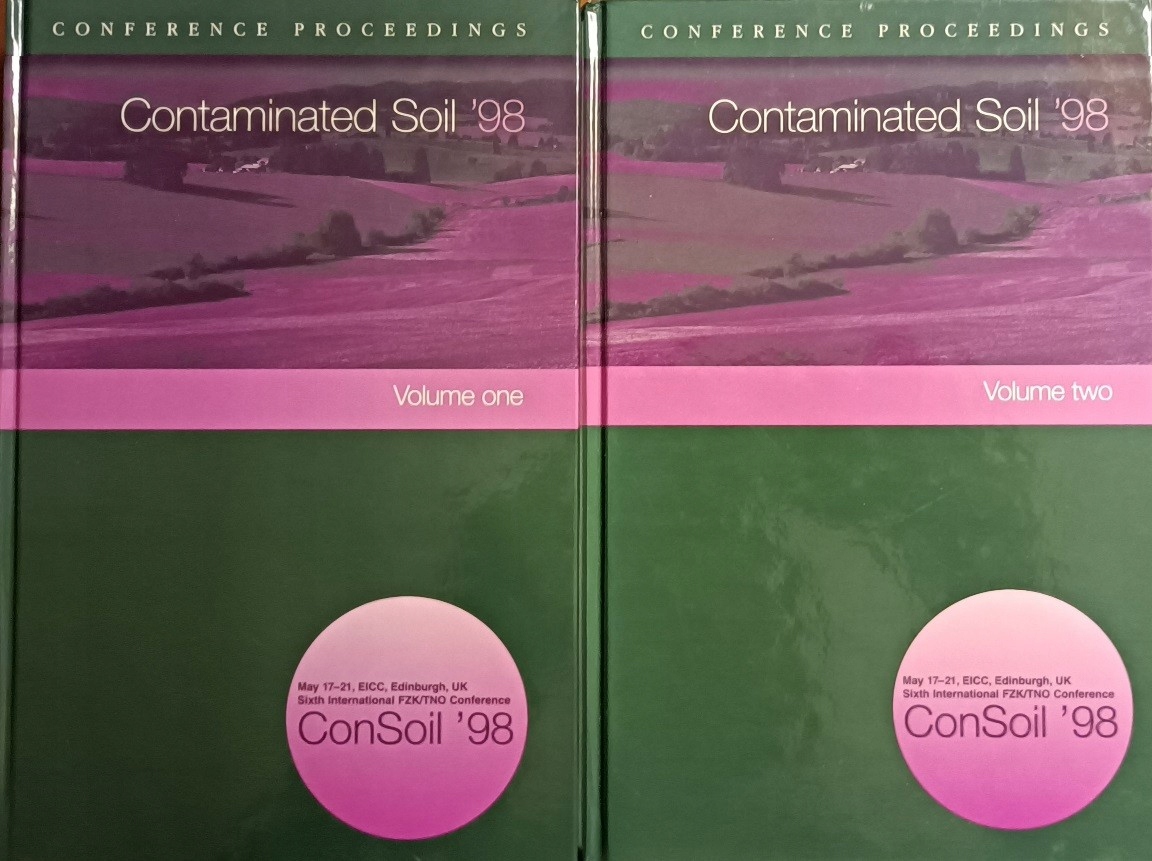 CONFERENCE PROCEEDINGS
Contaminated Soil ’98
Volume one
May 17–21, EICC, Edinburgh, UK
Sixth International FZK/TNO Conference
ConSoil ’98
CONFERENCE PROCEEDINGS
Contaminated Soil ’98
Volume two
May 17–21, EICC, Edinburgh, UK
Sixth International FZK/TNO Conference
ConSoil ’98